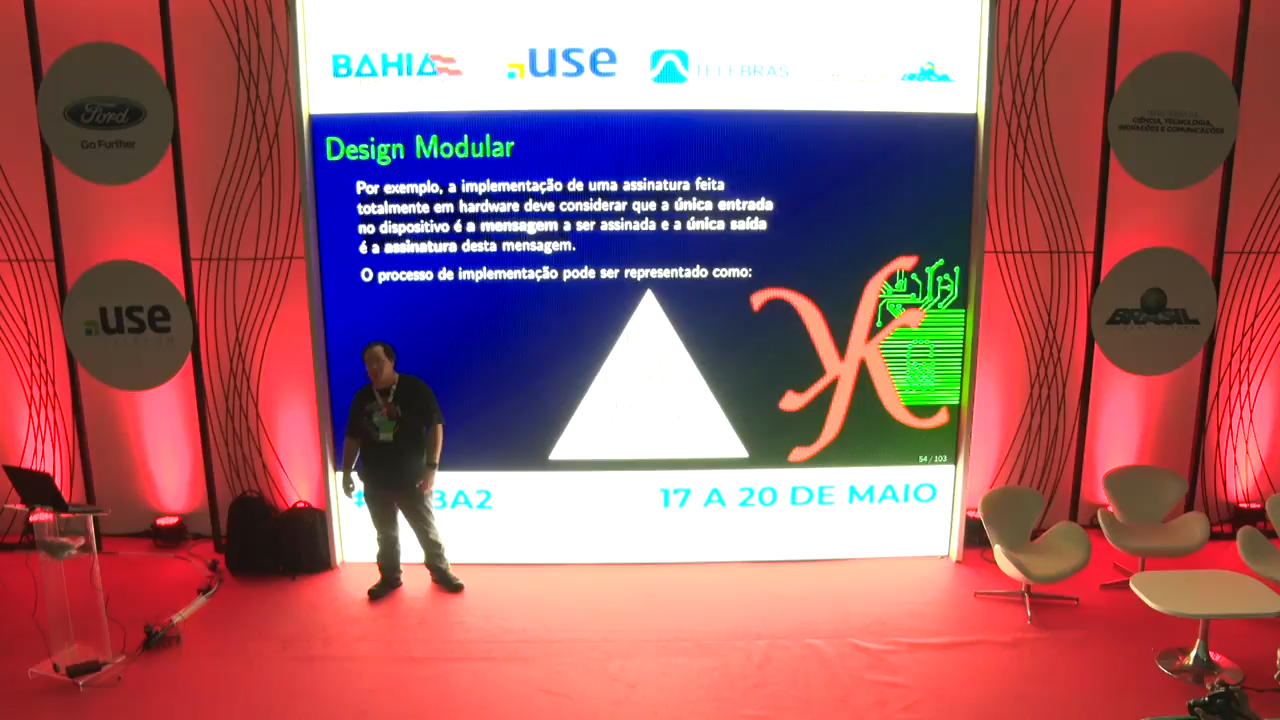 BAHIA
use
TELEBRAS
Ford
Go Further
CIÊNCIA, TECNOLOGIA,
INOVAÇÕES E COMUNICAÇÕES
Design Modular
Por exemplo, a implementação de uma assinatura feita
totalmente em hardware deve considerar que a única entrada
no dispositivo é a mensagem a ser assinada e a única saída
é a assinatura desta mensagem.
O processo de implementação pode ser representado como:
use
BRASIL
54 / 103
BA2
17 A 20 DE MAIO